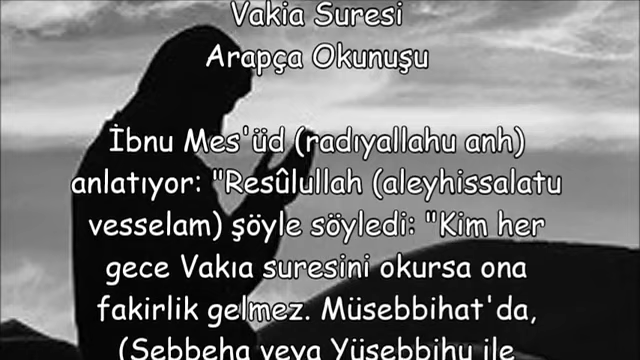 Vakia Suresi
Arapça Okunuşu
İbnu Mes'üd (radıyallahu anh)
anlatıyor: "Resûlullah (aleyhissalatu
vesselam) şöyle söyledi: "Kim her
gece Vakıa suresini okursa ona
fakirlik gelmez. Müsebbihat'da,
(Sebbeha veya Yüsebbihu ile